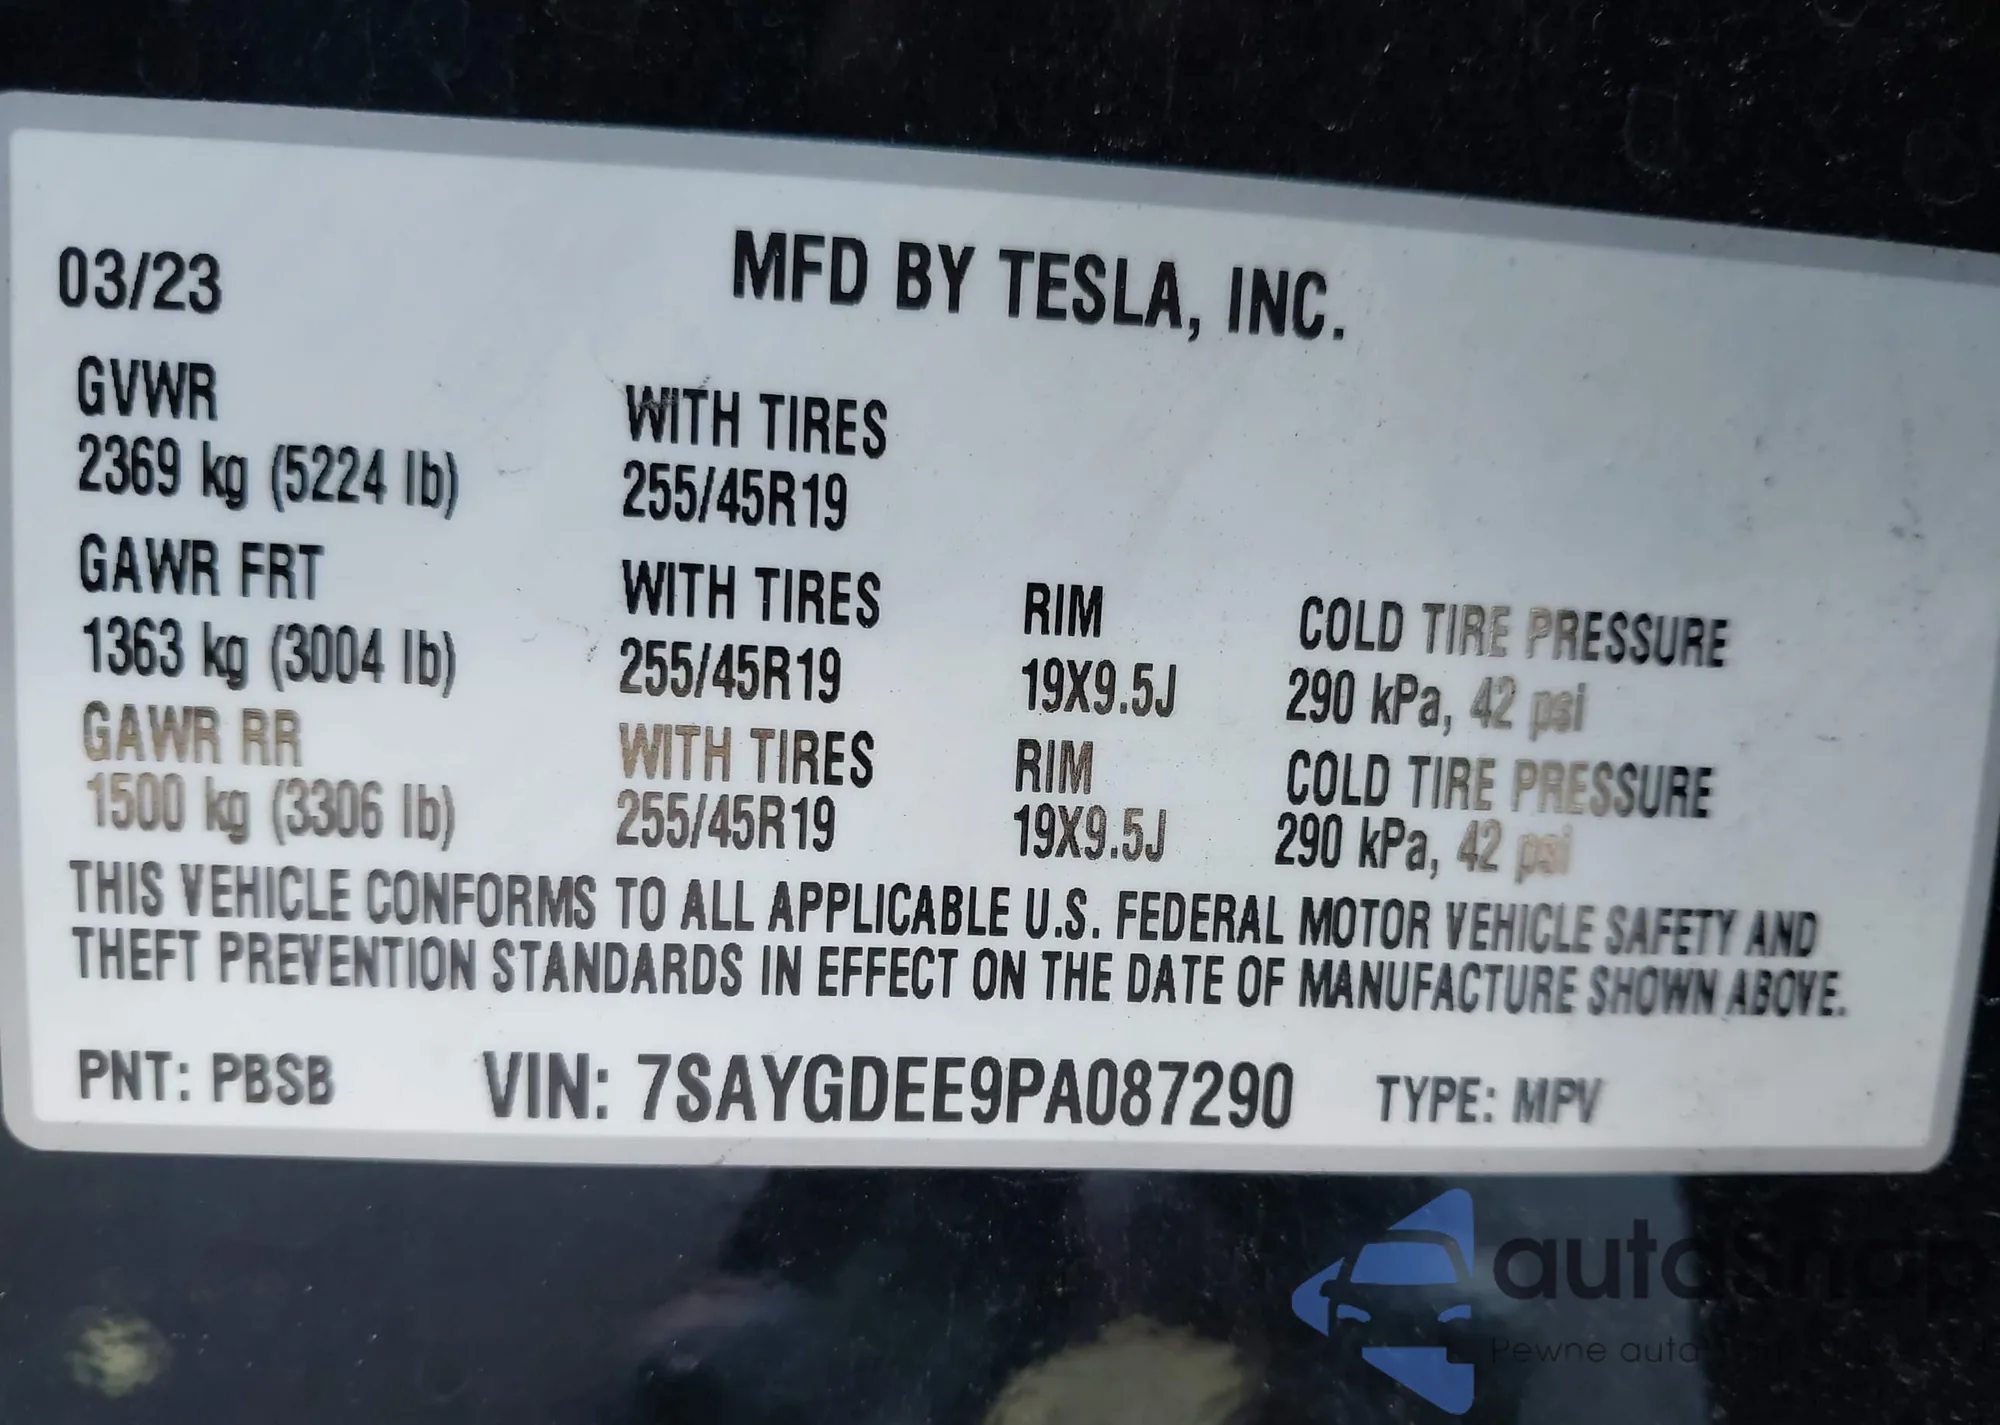 03/23 MFD BY TESLA, INC.
GVWR WITH TIRES
2369 kg (5224 lb) 255/45R19
GAWR FRT WITH TIRES RIM COLD TIRE PRESSURE
1363 kg (3004 lb) 255/45R19 19X9.5J 290 kPa, 42 psi
GAWR RR WITH TIRES RIM COLD TIRE PRESSURE
1500 kg (3306 lb) 255/45R19 19X9.5J 290 kPa, 42 psi
THIS VEHICLE CONFORMS TO ALL APPLICABLE U.S. FEDERAL MOTOR VEHICLE SAFETY AND
THEFT PREVENTION STANDARDS IN EFFECT ON THE DATE OF MANUFACTURE SHOWN ABOVE.
PNT: PBSB VIN: 7SAYGDEE9PA087290 TYPE: MPV
autoSnap
Pewne auto